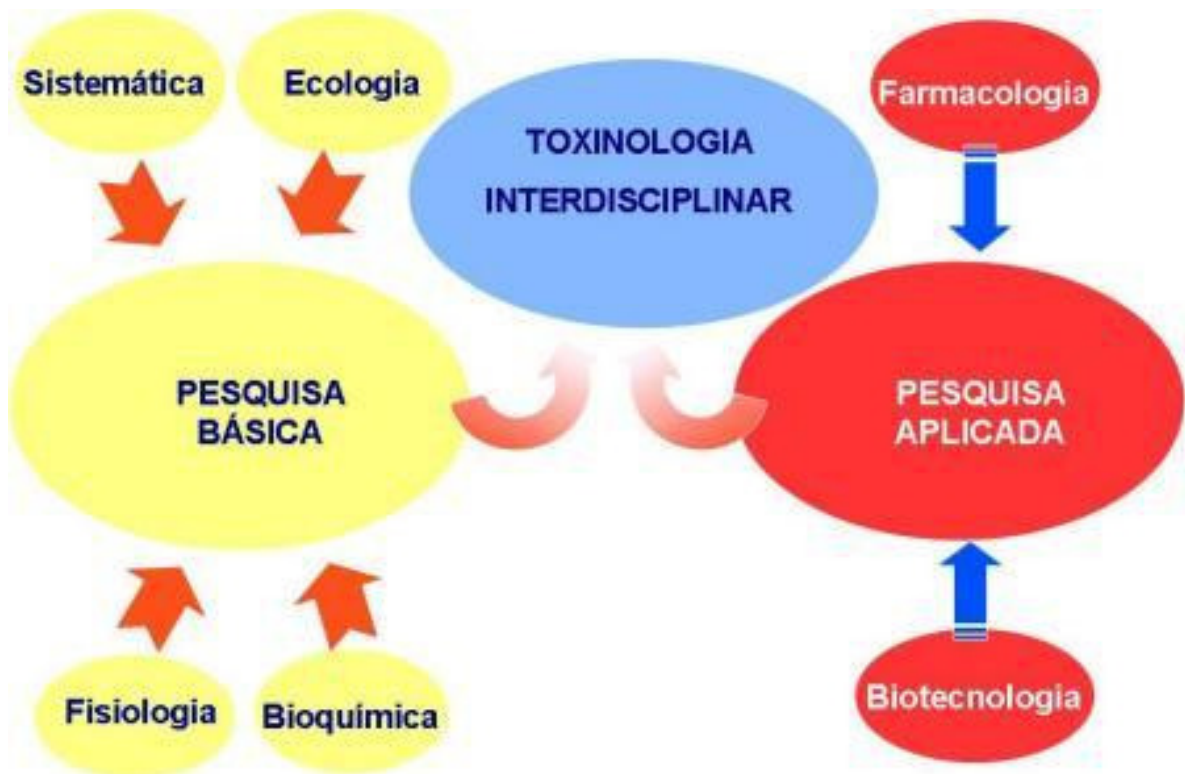 Sistemática
Ecologia
TOXINOLOGIA
INTERDISCIPLINAR
Farmacologia
PESQUISA
BÁSICA
PESQUISA
APLICADA
Fisiologia
Bioquímica
Biotecnologia